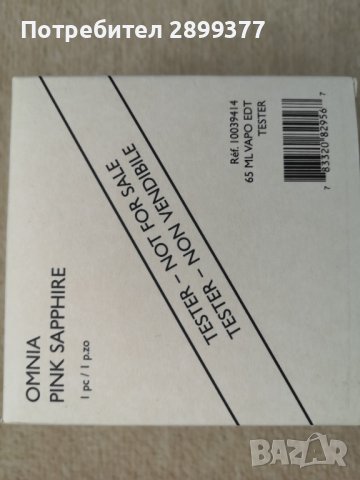 Потребител 2899377
OMNIA
PINK SAPPHIRE
1 pc / 1 p.zo
TESTER – NOT FOR SALE
TESTER – NON VENDIBILE
Réf. 10039414
65 ML VAPO EDT
TESTER
7 83320 82956 7
BAZAR